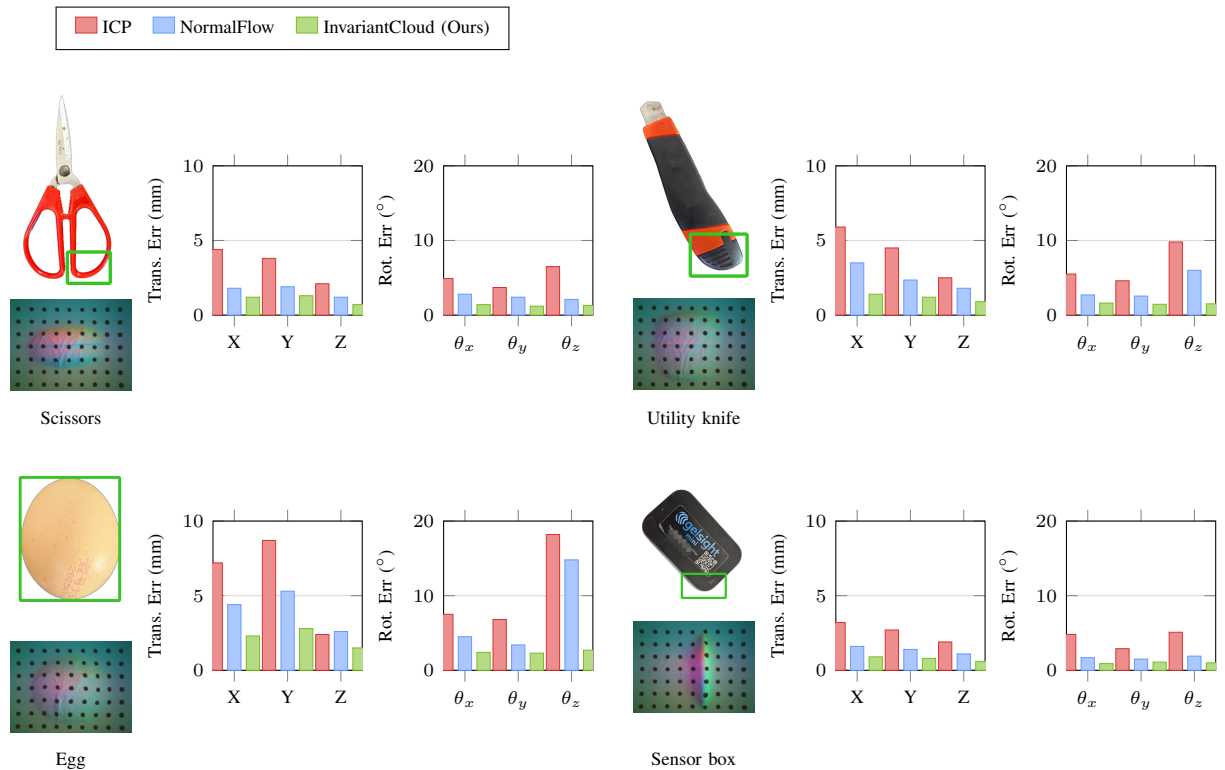 ICP NormalFlow InvariantCloud (Ours)
Trans. Err (mm)
10
5
0
X Y Z
Rot. Err (°)
20
10
0
θx θy θz
Scissors
Trans. Err (mm)
10
5
0
X Y Z
Rot. Err (°)
20
10
0
θx θy θz
Utility knife
Trans. Err (mm)
10
5
0
X Y Z
Rot. Err (°)
20
10
0
θx θy θz
Egg
gelsight
mini
Trans. Err (mm)
10
5
0
X Y Z
Rot. Err (°)
20
10
0
θx θy θz
Sensor box